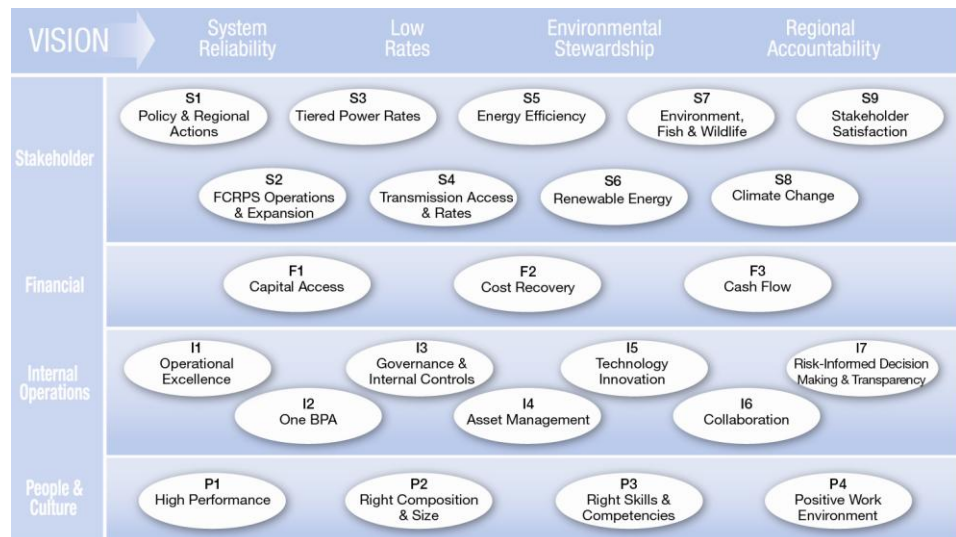 VISION
System
Reliability
Low
Rates
Environmental
Stewardship
Regional
Accountability
Stakeholder
S1
Policy & Regional
Actions
S3
Tiered Power Rates
S5
Energy Efficiency
S7
Environment,
Fish & Wildlife
S9
Stakeholder
Satisfaction
S2
FCRPS Operations
& Expansion
S4
Transmission Access
& Rates
S6
Renewable Energy
S8
Climate Change
Financial
F1
Capital Access
F2
Cost Recovery
F3
Cash Flow
Internal
Operations
I1
Operational
Excellence
I3
Governance &
Internal Controls
I5
Technology
Innovation
I7
Risk-Informed Decision
Making & Transparency
I2
One BPA
I4
Asset Management
I6
Collaboration
People &
Culture
P1
High Performance
P2
Right Composition
& Size
P3
Right Skills &
Competencies
P4
Positive Work
Environment